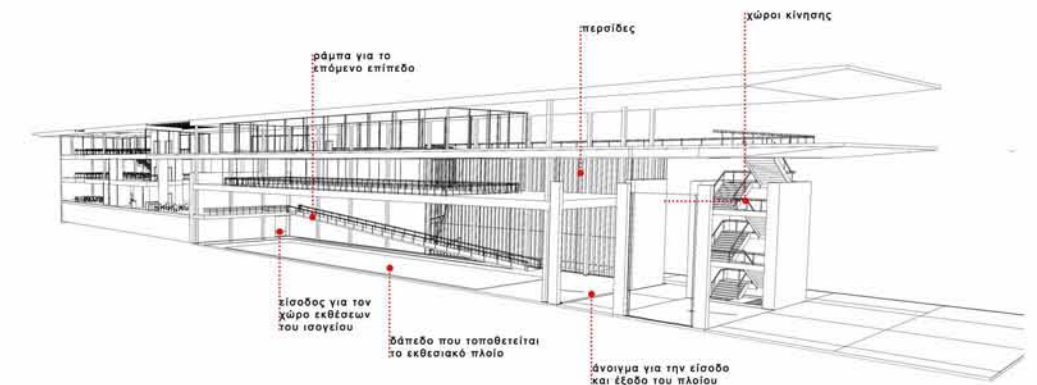 χώροι κίνησης
περσίδες
ράμπα για το
επόμενο επίπεδο
είσοδος για τον
χώρο εκθέσεων
του ισογείου
δάπεδο που τοποθετείται
το εκθεσιακό πλοίο
άνοιγμα για την είσοδο
και έξοδο του πλοίου